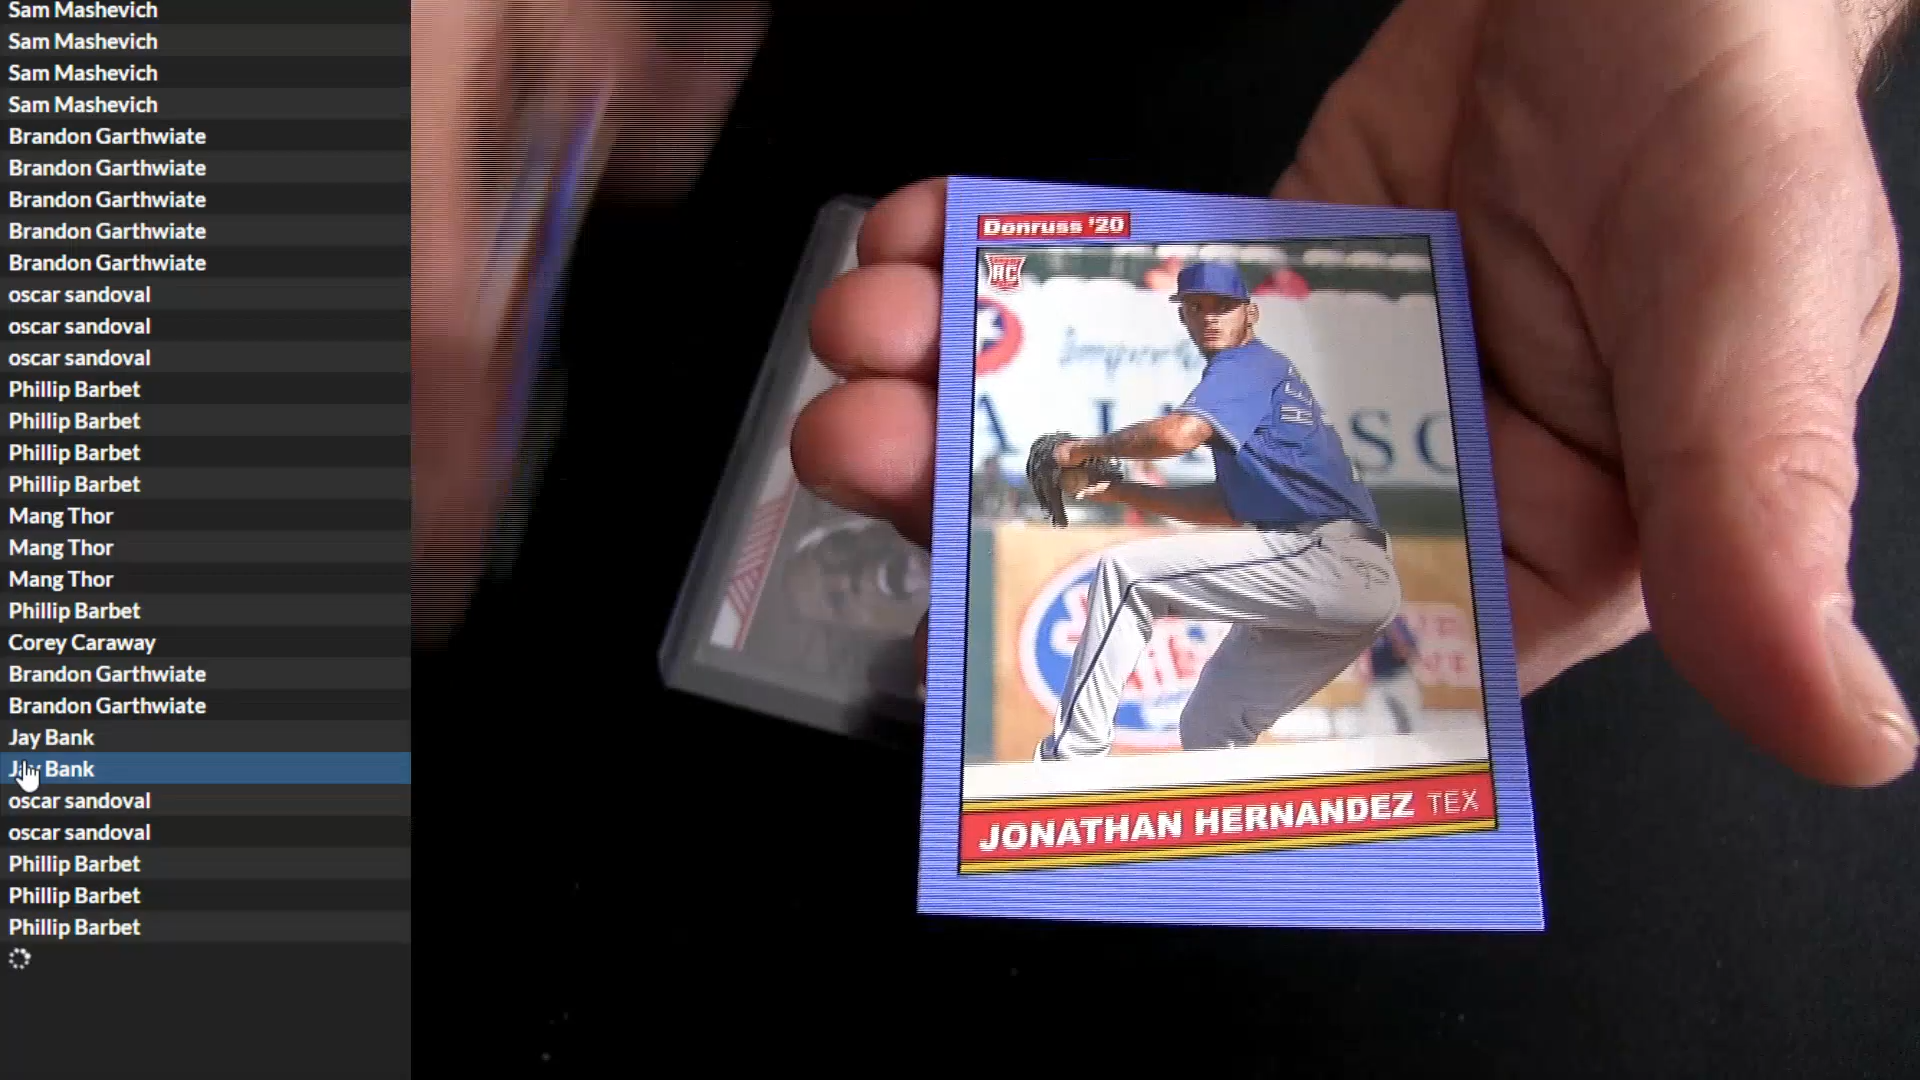 Sam Mashevich
Sam Mashevich
Sam Mashevich
Sam Mashevich
Brandon Garthwiate
Brandon Garthwiate
Brandon Garthwiate
Brandon Garthwiate
Brandon Garthwiate
oscar sandoval
oscar sandoval
oscar sandoval
Phillip Barbet
Phillip Barbet
Phillip Barbet
Phillip Barbet
Mang Thor
Mang Thor
Mang Thor
Phillip Barbet
Corey Caraway
Brandon Garthwiate
Brandon Garthwiate
Jay Bank
Jay Bank
oscar sandoval
oscar sandoval
Phillip Barbet
Phillip Barbet
Phillip Barbet
Donruss '20
RC
JONATHAN HERNANDEZ TEX